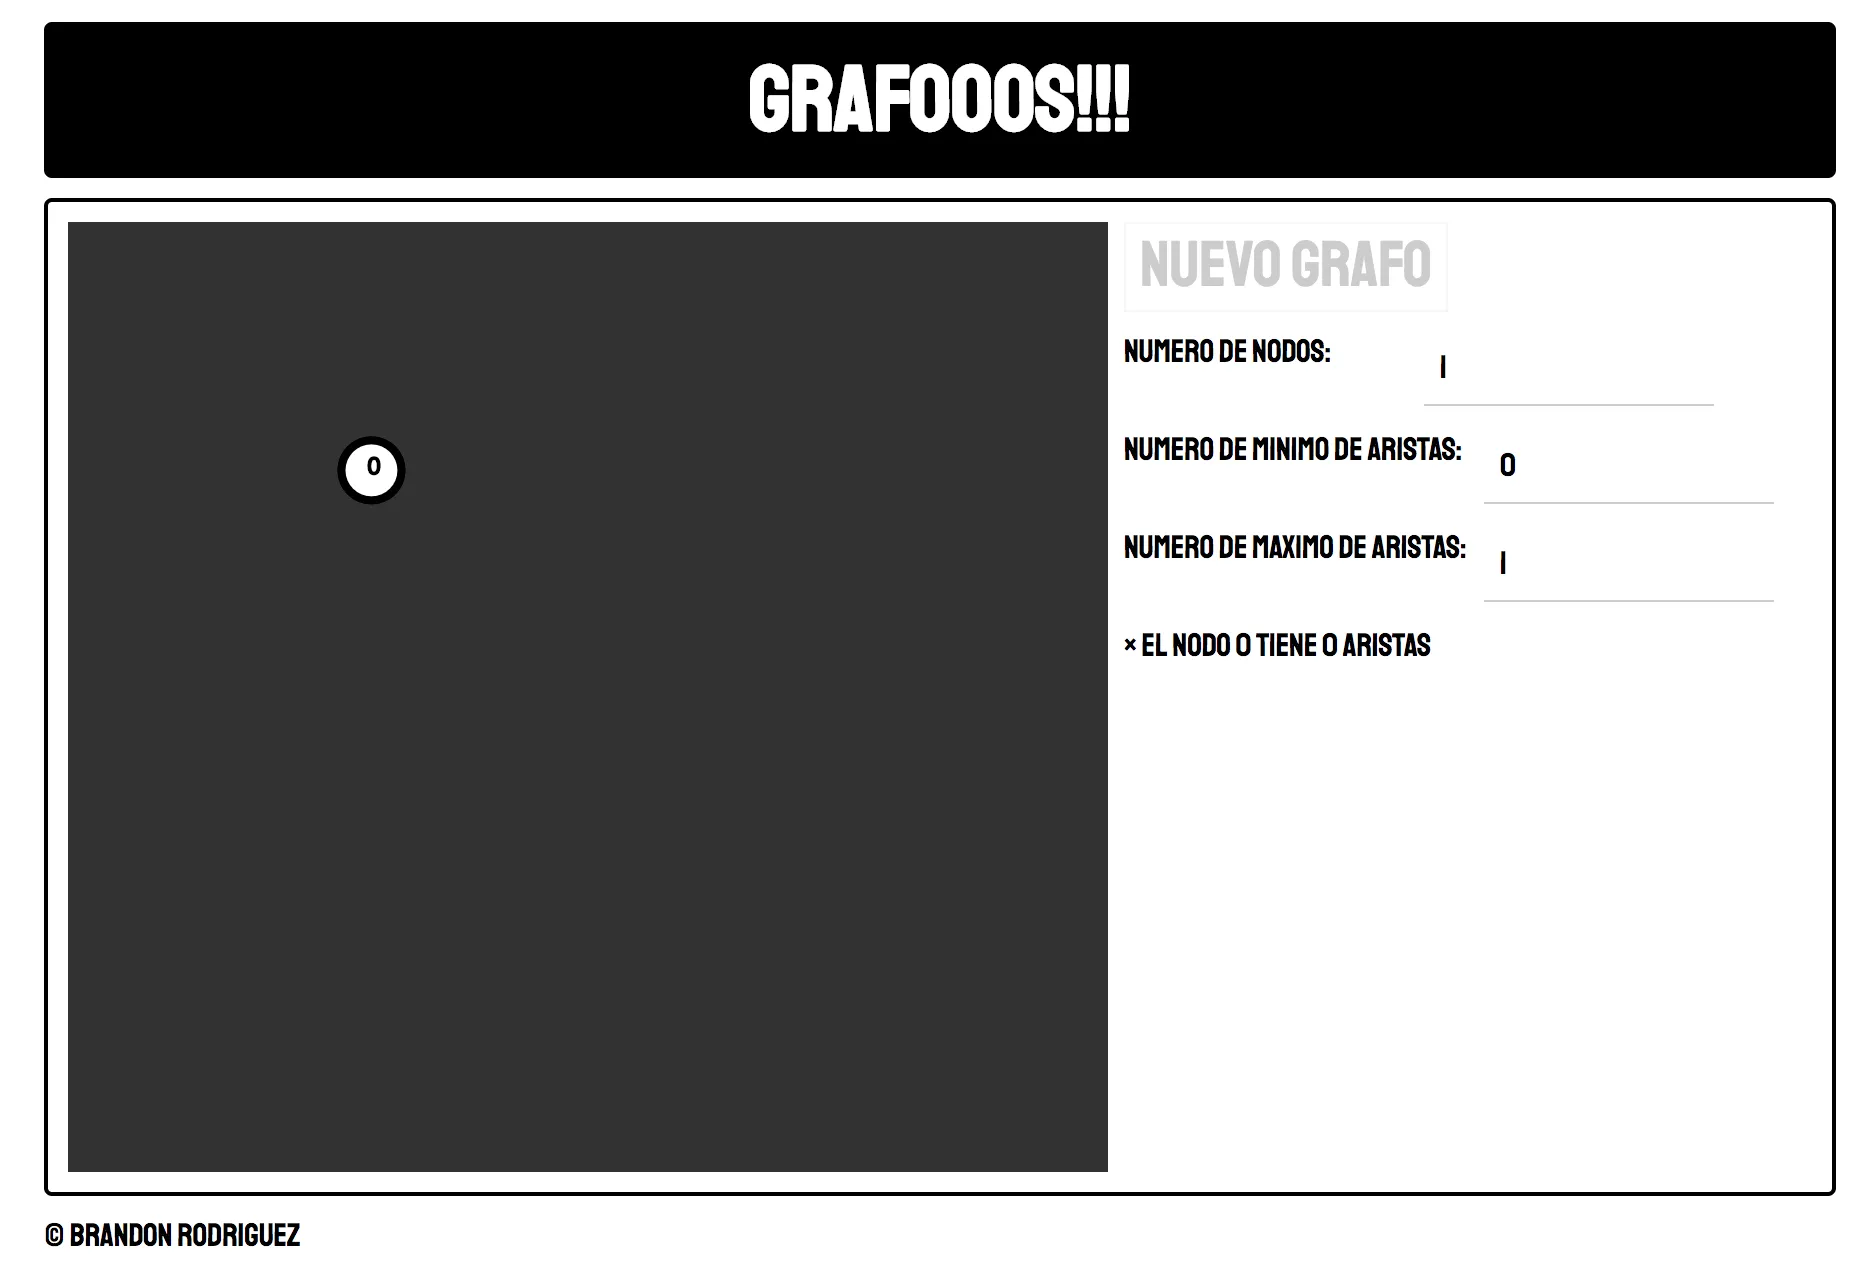 GRAFOOOS!!!
NUEVO GRAFO
NUMERO DE NODOS: 1
0
NUMERO DE MINIMO DE ARISTAS: 0
NUMERO DE MAXIMO DE ARISTAS: 1
× EL NODO 0 TIENE 0 ARISTAS
© BRANDON RODRIGUEZ